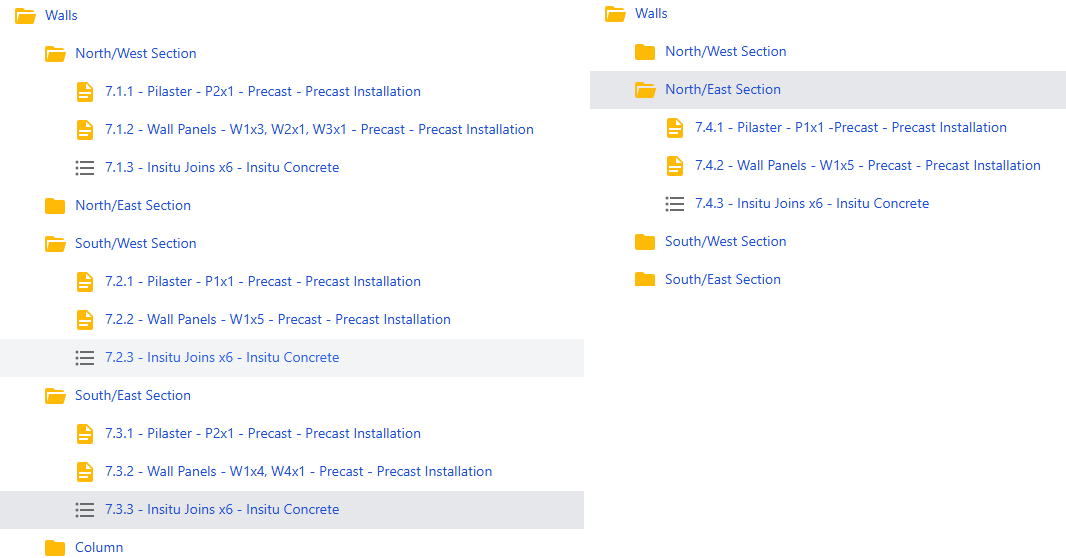 Walls
North/West Section
7.1.1 - Pilaster - P2x1 - Precast - Precast Installation
7.1.2 - Wall Panels - W1x3, W2x1, W3x1 - Precast - Precast Installation
7.1.3 - Insitu Joins x6 - Insitu Concrete
North/East Section
South/West Section
7.2.1 - Pilaster - P1x1 - Precast - Precast Installation
7.2.2 - Wall Panels - W1x5 - Precast - Precast Installation
7.2.3 - Insitu Joins x6 - Insitu Concrete
South/East Section
7.3.1 - Pilaster - P2x1 - Precast - Precast Installation
7.3.2 - Wall Panels - W1x4, W4x1 - Precast - Precast Installation
7.3.3 - Insitu Joins x6 - Insitu Concrete
Column
Walls
North/West Section
North/East Section
7.4.1 - Pilaster - P1x1 -Precast - Precast Installation
7.4.2 - Wall Panels - W1x5 - Precast - Precast Installation
7.4.3 - Insitu Joins x6 - Insitu Concrete
South/West Section
South/East Section